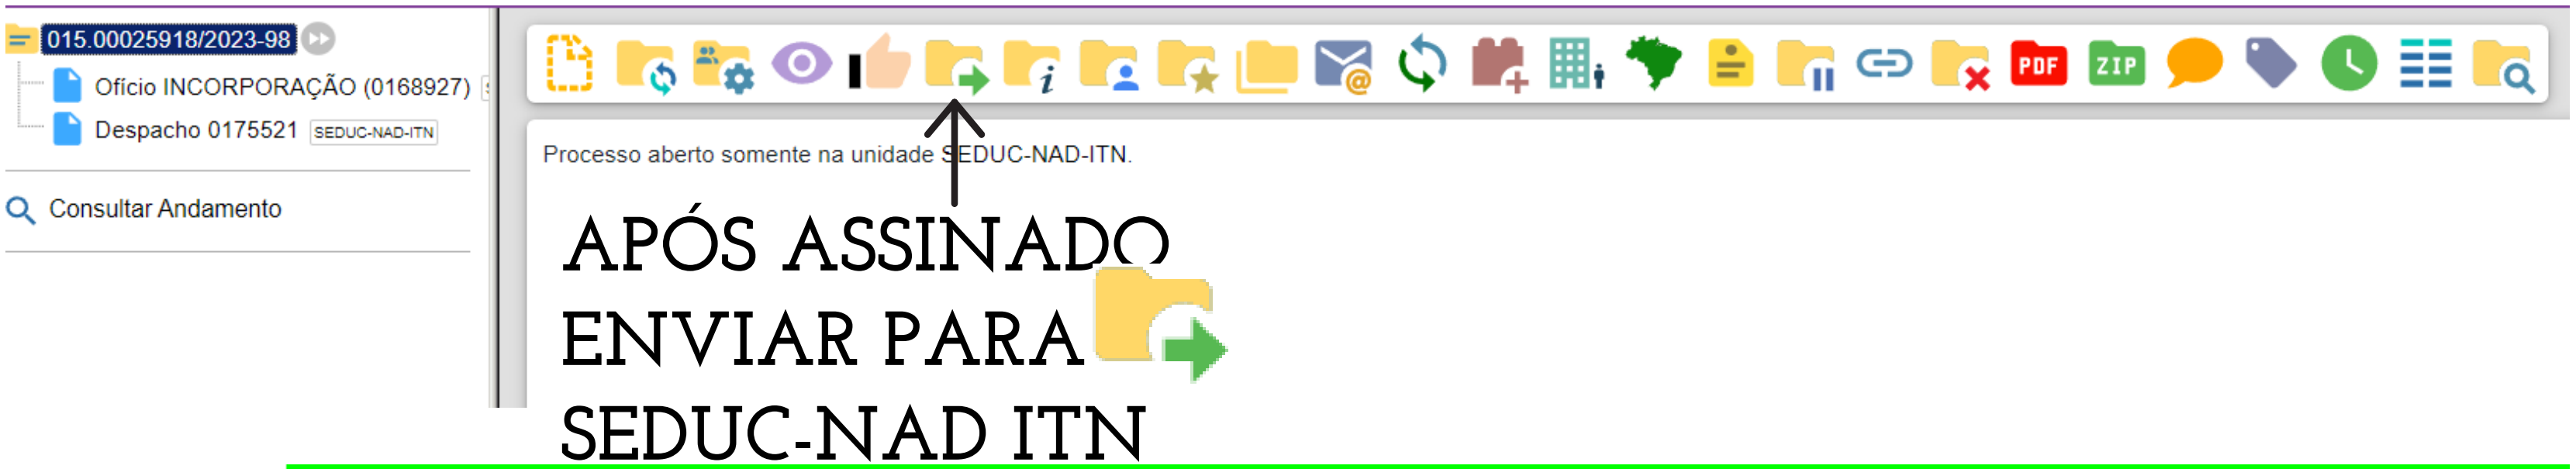 015.00025918/2023-98
Ofício INCORPORAÇÃO (0168927)
Despacho 0175521 SEDUC-NAD-ITN
Consultar Andamento
i @ PDF ZIP
Processo aberto somente na unidade SEDUC-NAD-ITN.
APÓS ASSINADO
ENVIAR PARA
SEDUC-NAD ITN